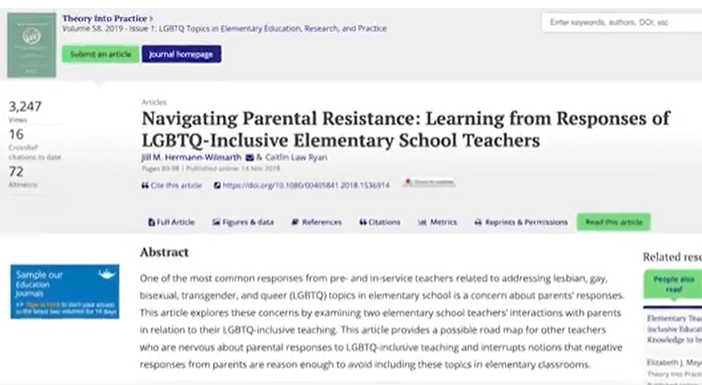 Theory Into Practice ›
Volume 58, 2019 - Issue 1: LGBTQ Topics in Elementary Education, Research, and Practice
Enter keywords, authors, DOI, etc
Submit an article
Journal homepage
3,247
Views
16
CrossRef
citations to date
72
Altmetric
Articles
Navigating Parental Resistance: Learning from Responses of
LGBTQ-Inclusive Elementary School Teachers
Jill M. Hermann-Wilmarth & Caitlin Law Ryan
Pages 89-98 | Published online: 14 Nov 2018
Cite this article https://doi.org/10.1080/00405841.2018.1536914
Full Article Figures & data References Citations Metrics Reprints & Permissions Read this article
Abstract
One of the most common responses from pre- and in-service teachers related to addressing lesbian, gay,
bisexual, transgender, and queer (LGBTQ) topics in elementary school is a concern about parents' responses.
This article explores these concerns by examining two elementary school teachers' interactions with parents
in relation to their LGBTQ-inclusive teaching. This article provides a possible road map for other teachers
who are nervous about parental responses to LGBTQ-inclusive teaching and interrupts notions that negative
responses from parents are reason enough to avoid including these topics in elementary classrooms.
Sample our
Education
Journals
to start your access
to the latest two volumes for 14 days
Related rese
People also
read
Elementary Teac
inclusive Educat
Knowledge to In
Elizabeth J. Meye
Theory Into Practi